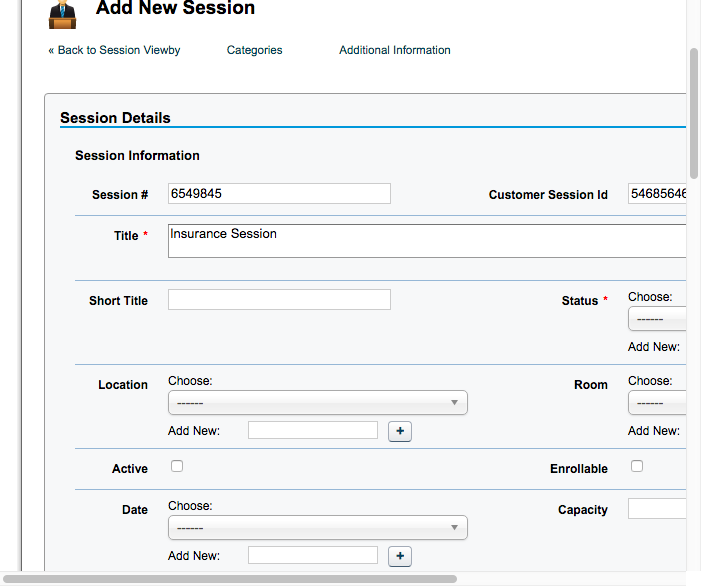 Add New Session
« Back to Session Viewby Categories Additional Information
Session Details
Session Information
Session # 6549845 Customer Session Id 54685646
Title * Insurance Session
Short Title Status * Choose:
------
Add New:
Location Choose: Room Choose:
------ ------
Add New: + Add New:
Active Enrollable
Date Choose: Capacity
------
Add New: +